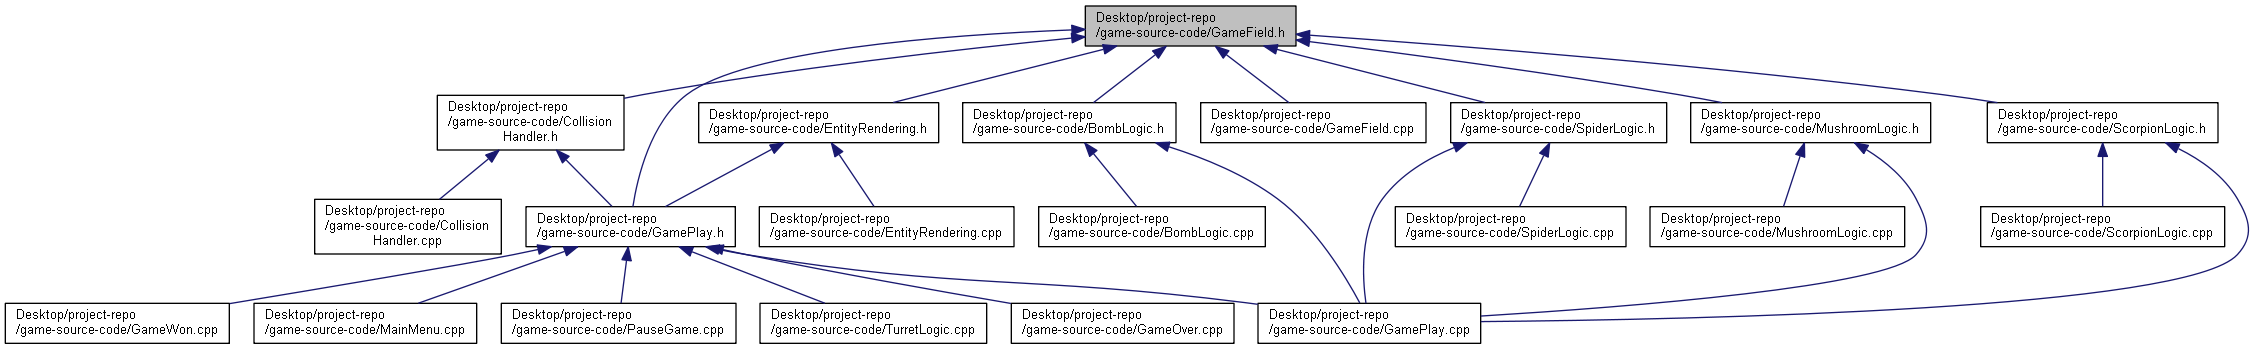 Desktop/project-repo
/game-source-code/GameField.h
Desktop/project-repo
/game-source-code/Collision
Handler.h
Desktop/project-repo
/game-source-code/EntityRendering.h
Desktop/project-repo
/game-source-code/BombLogic.h
Desktop/project-repo
/game-source-code/GameField.cpp
Desktop/project-repo
/game-source-code/SpiderLogic.h
Desktop/project-repo
/game-source-code/MushroomLogic.h
Desktop/project-repo
/game-source-code/ScorpionLogic.h
Desktop/project-repo
/game-source-code/Collision
Handler.cpp
Desktop/project-repo
/game-source-code/GamePlay.h
Desktop/project-repo
/game-source-code/EntityRendering.cpp
Desktop/project-repo
/game-source-code/BombLogic.cpp
Desktop/project-repo
/game-source-code/SpiderLogic.cpp
Desktop/project-repo
/game-source-code/MushroomLogic.cpp
Desktop/project-repo
/game-source-code/ScorpionLogic.cpp
Desktop/project-repo
/game-source-code/GameWon.cpp
Desktop/project-repo
/game-source-code/MainMenu.cpp
Desktop/project-repo
/game-source-code/PauseGame.cpp
Desktop/project-repo
/game-source-code/TurretLogic.cpp
Desktop/project-repo
/game-source-code/GameOver.cpp
Desktop/project-repo
/game-source-code/GamePlay.cpp